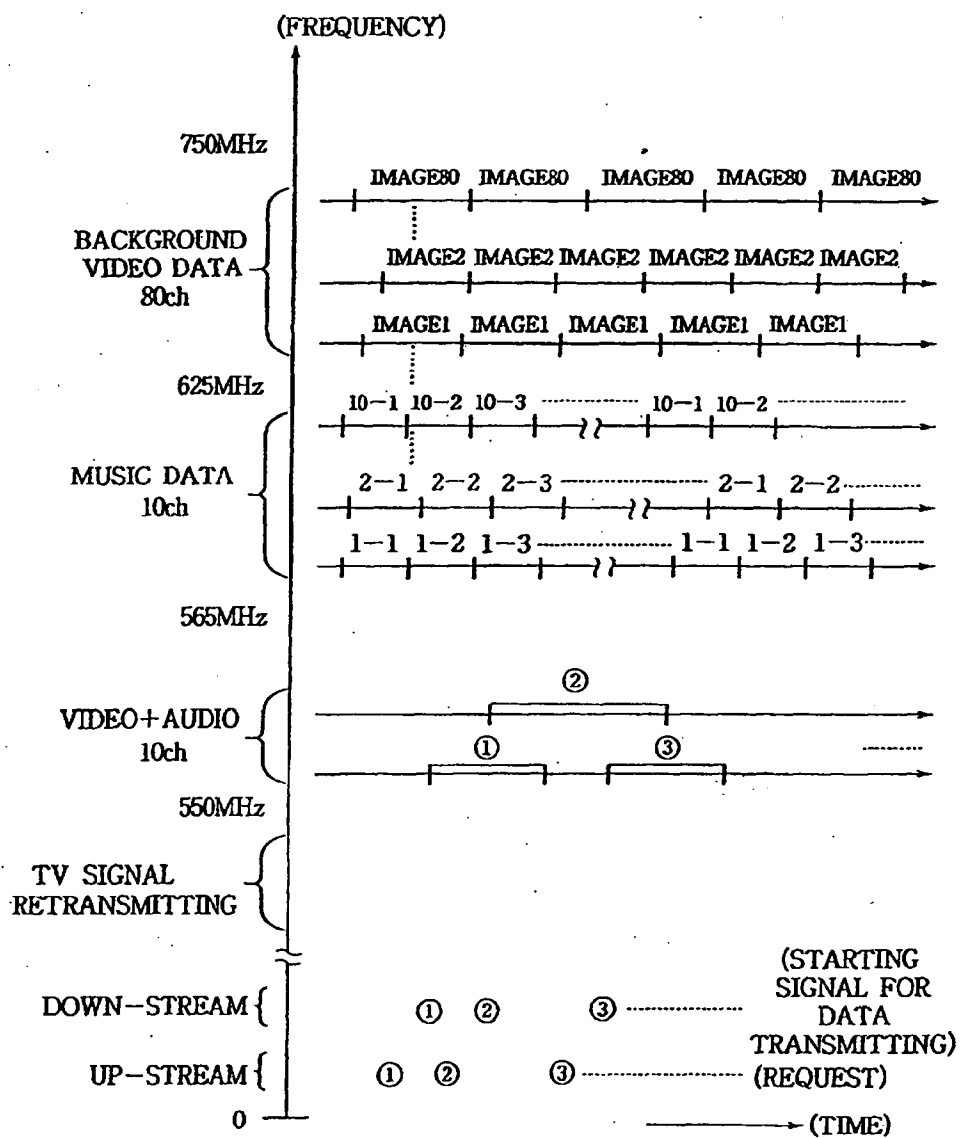 (FREQUENCY)
750MHz
IMAGE80 IMAGE80 IMAGE80 IMAGE80 IMAGE80
BACKGROUND
VIDEO DATA
80ch
IMAGE2 IMAGE2 IMAGE2 IMAGE2 IMAGE2 IMAGE2
IMAGE1 IMAGE1 IMAGE1 IMAGE1 IMAGE1
625MHz
10-1 10-2 10-3 10-1 10-2
MUSIC DATA
10ch
2-1 2-2 2-3 2-1 2-2
1-1 1-2 1-3 1-1 1-2 1-3
565MHz
②
VIDEO+AUDIO
10ch
① ③
550MHz
TV SIGNAL
RETRANSMITTING
DOWN-STREAM ① ② ③
(STARTING
SIGNAL FOR
DATA
TRANSMITTING)
UP-STREAM ① ② ③ (REQUEST)
0
(TIME)